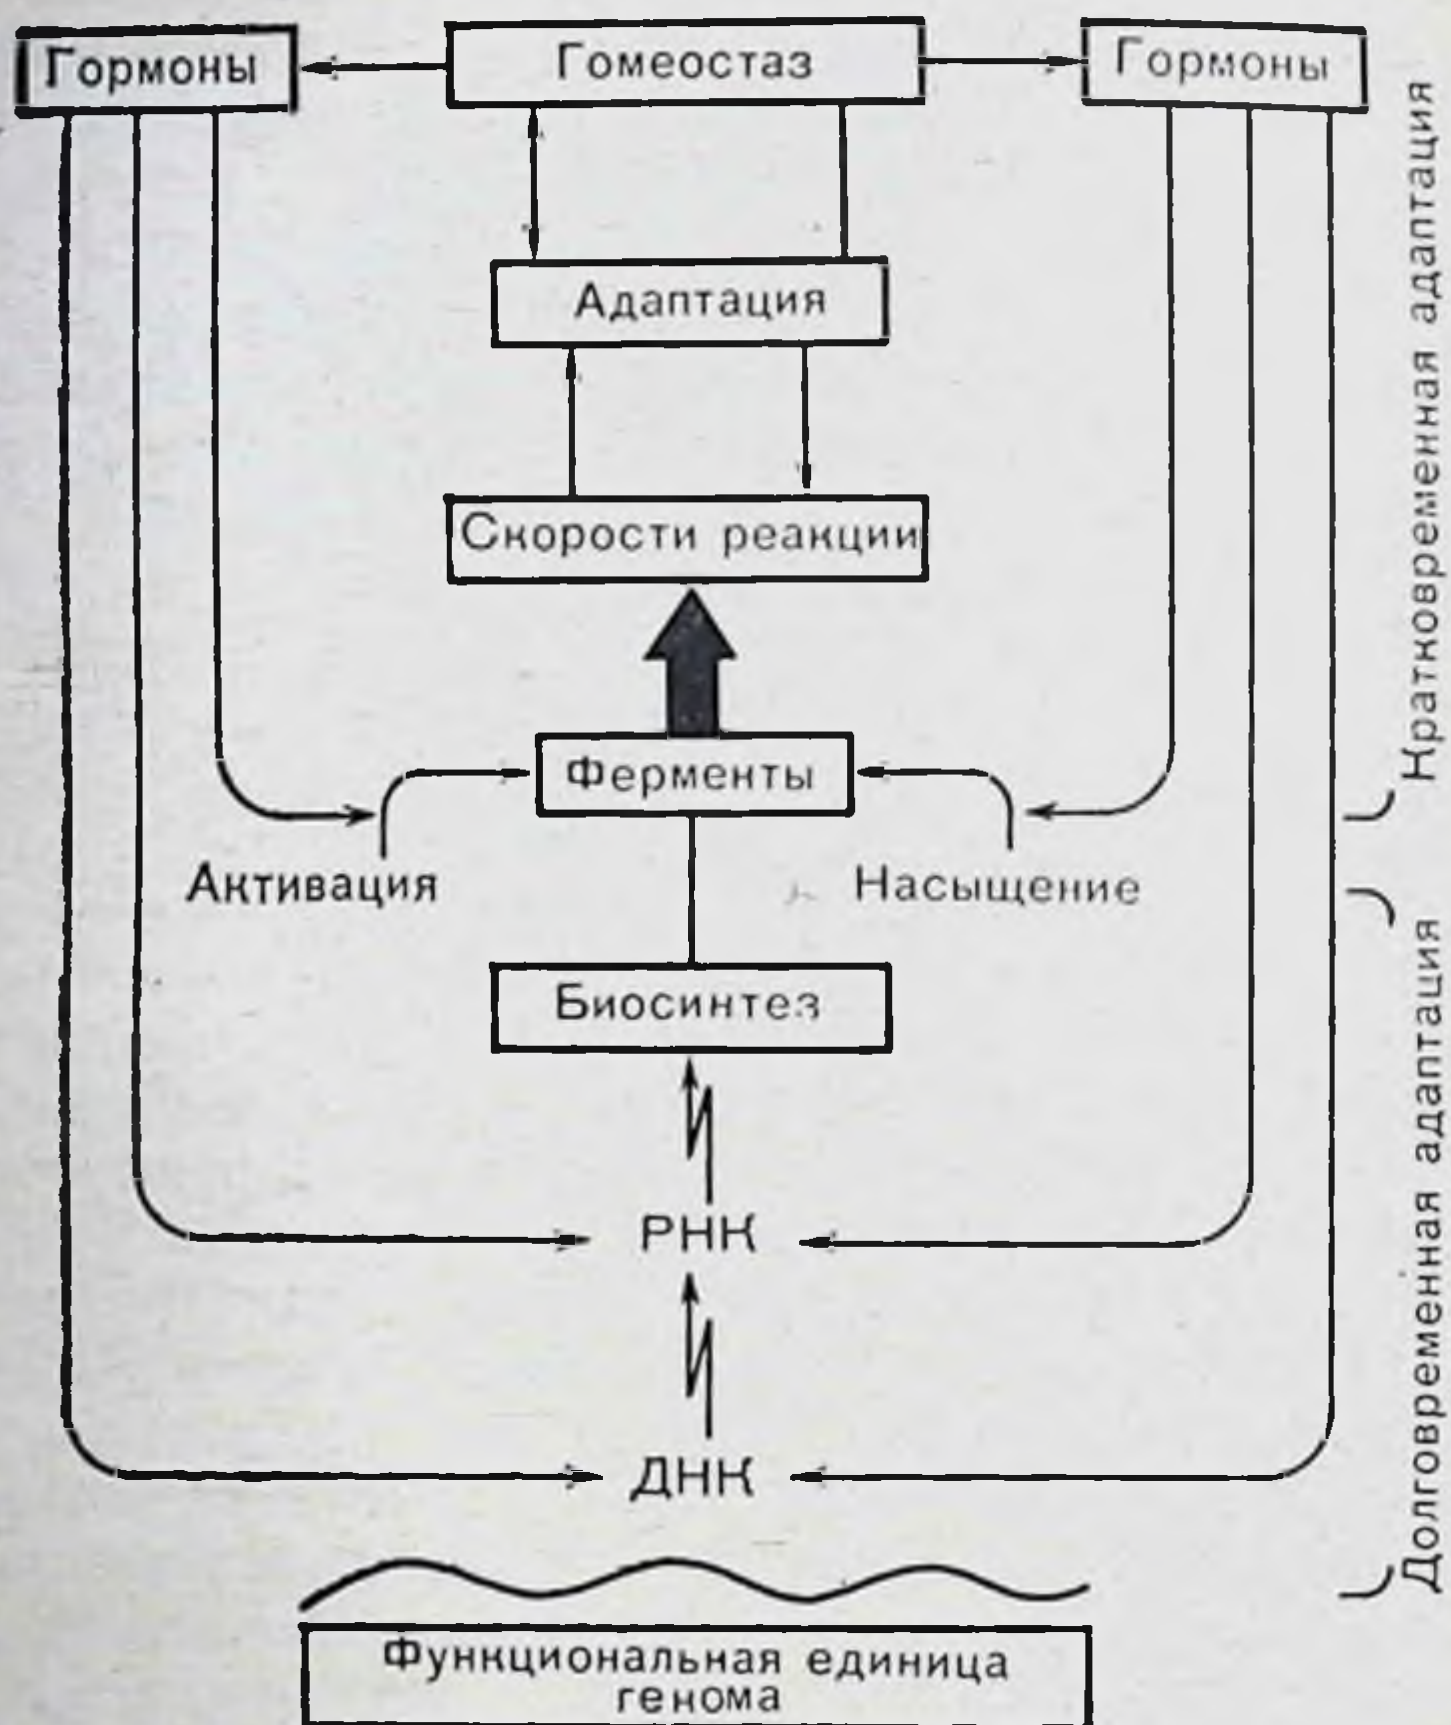 Гормоны
Гомеостаз
Гормоны
Адаптация
Скорости реакции
Ферменты
Активация
Насыщение
Биосинтез
РНК
ДНК
Функциональная единица
генома
Кратковременная адаптация
Долговременная адаптация